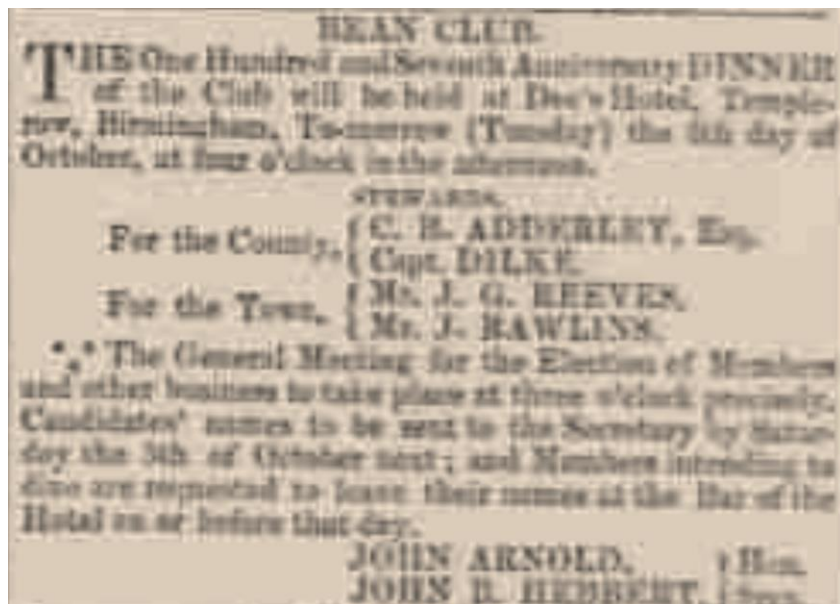 BEAN CLUB.
THE One Hundred and Seventh Anniversary DINNER
of the Club will be held at Dee's Hotel, Temple-
row, Birmingham, To-morrow (Tuesday) the day of
October, at four o'clock in the afternoon.
STEWARDS.
For the County, { C. B. ADDERLEY, Esq.
Capt. DILKE.
For the Town, { Mr. J. G. REEVES.
Mr. J. RAWLINS.
*** The General Meeting for the Election of Members
and other business to take place at three o'clock precisely.
Candidates' names to be sent to the Secretary by Satur-
day the 5th of October next; and Members intending to
dine are requested to leave their names at the Bar of the
Hotel on or before that day.
JOHN ARNOLD, } Hon.
JOHN B. HEBBERT, } Secs.